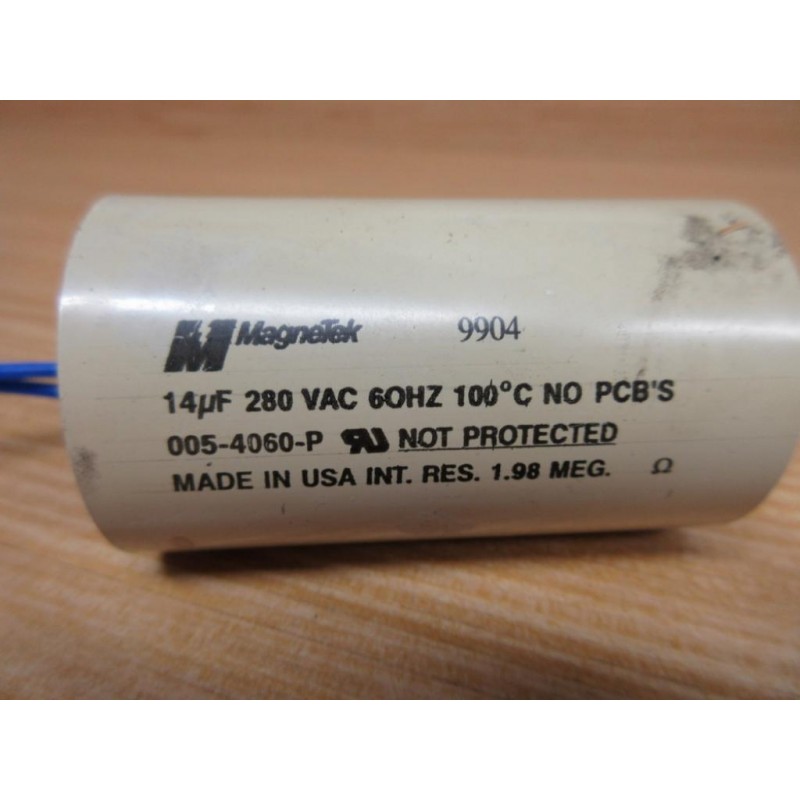 MagneTek 9904
14µF 280 VAC 60HZ 100°C NO PCB'S
005-4060-P NOT PROTECTED
MADE IN USA INT. RES. 1.98 MEG. Ω